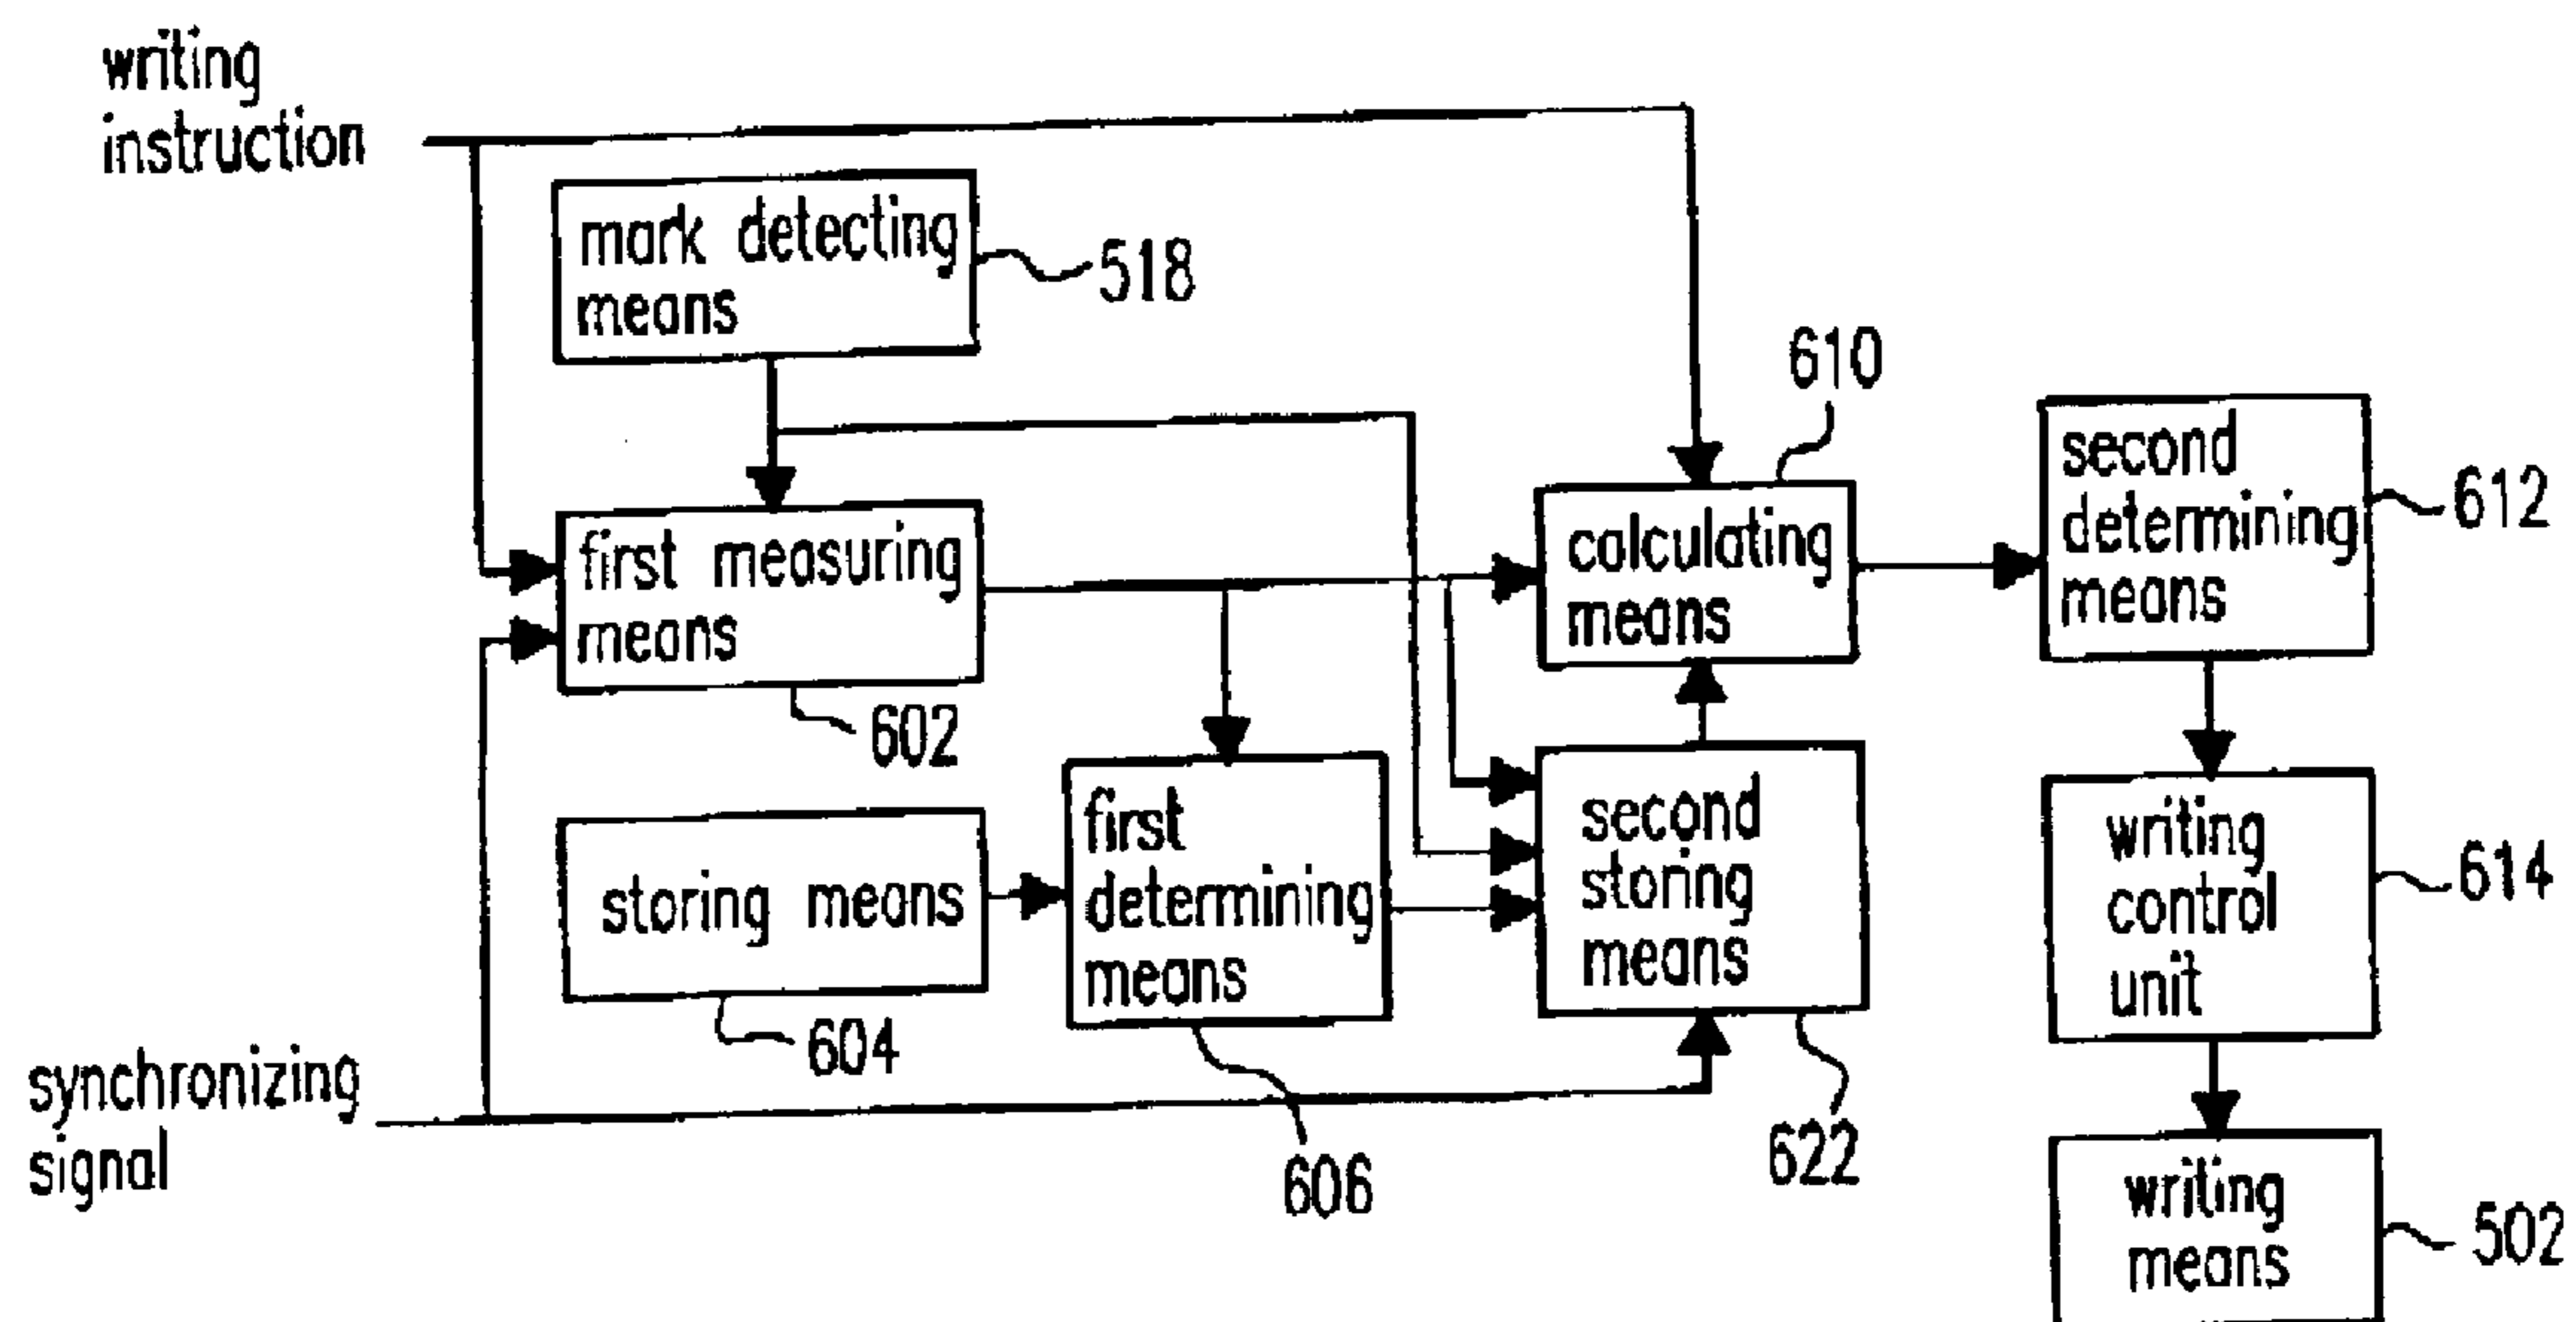 writing
instruction
mark detecting
means
518
610
second
determining
means
612
first measuring
means
602
calculating
means
storing means
604
first
determining
means
606
second
storing
means
622
writing
control
unit
614
synchronizing
signal
writing
means
502